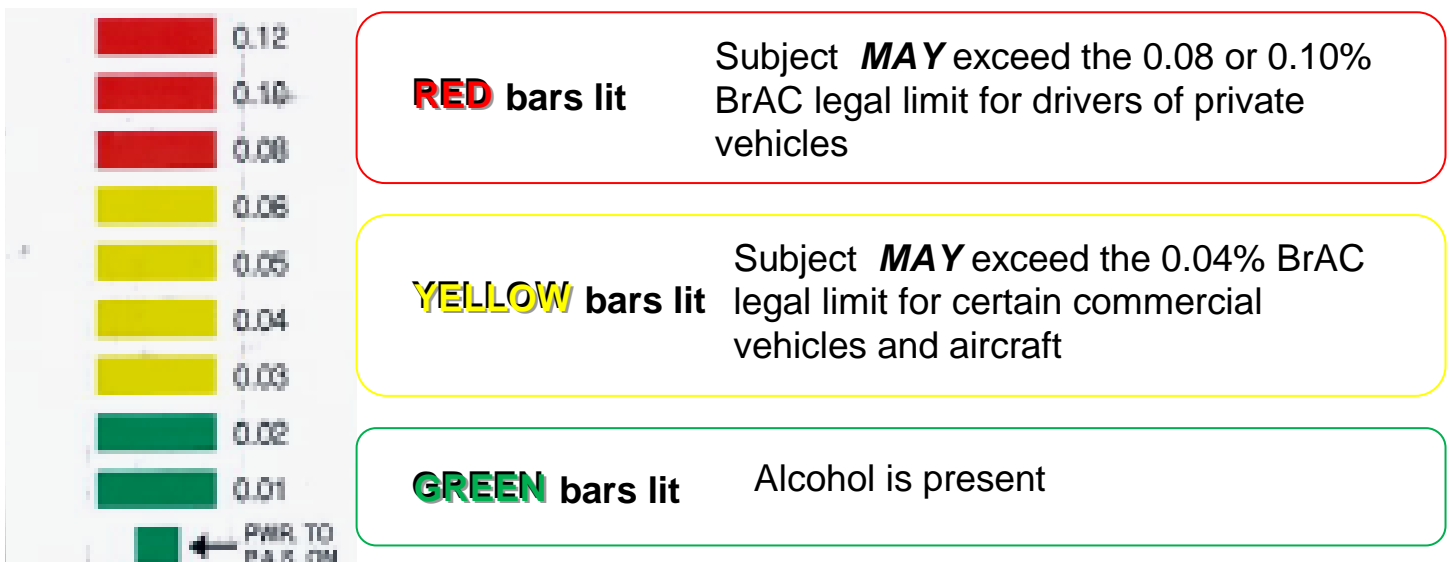 0.12
0.10
0.08
0.06
0.05
0.04
0.03
0.02
0.01
PWR. TO
P.A.S. ON
RED bars lit
Subject MAY exceed the 0.08 or 0.10%
BrAC legal limit for drivers of private
vehicles
YELLOW bars lit
Subject MAY exceed the 0.04% BrAC
legal limit for certain commercial
vehicles and aircraft
GREEN bars lit
Alcohol is present